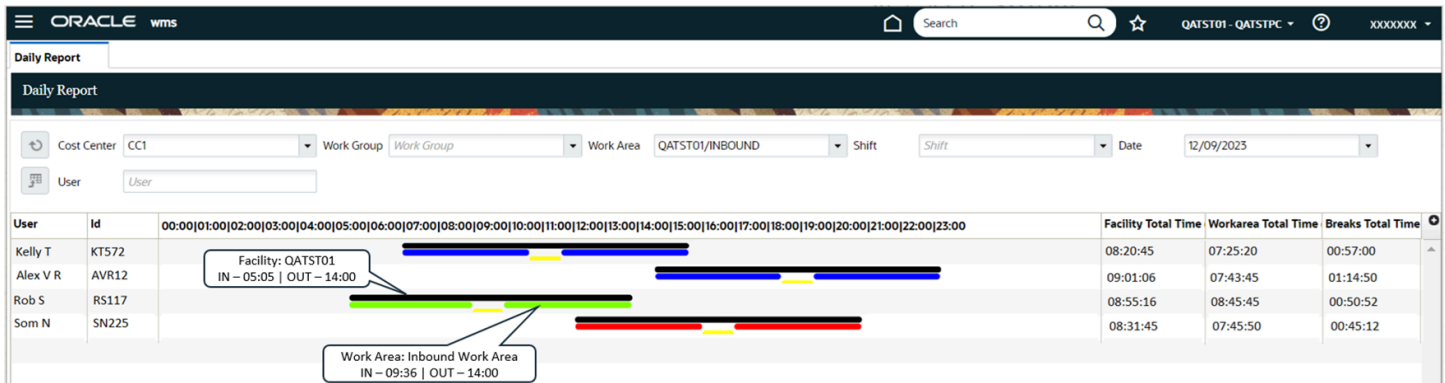 ORACLE wms
Search
QATST01 - QATSTPC
XXXXXXX
Daily Report
Daily Report
Cost Center CC1 Work Group Work Group Work Area QATST01/INBOUND Shift Shift Date 12/09/2023
User User
User Id 00:00|01:00|02:00|03:00|04:00|05:00|06:00|07:00|08:00|09:00|10:00|11:00|12:00|13:00|14:00|15:00|16:00|17:00|18:00|19:00|20:00|21:00|22:00|23:00 Facility Total Time Workarea Total Time Breaks Total Time
Kelly T KT572 08:20:45 07:25:20 00:57:00
Facility: QATST01
IN – 05:05 | OUT – 14:00
Alex V R AVR12 09:01:06 07:43:45 01:14:50
Rob S RS117 08:55:16 08:45:45 00:50:52
Som N SN225 08:31:45 07:45:50 00:45:12
Work Area: Inbound Work Area
IN – 09:36 | OUT – 14:00